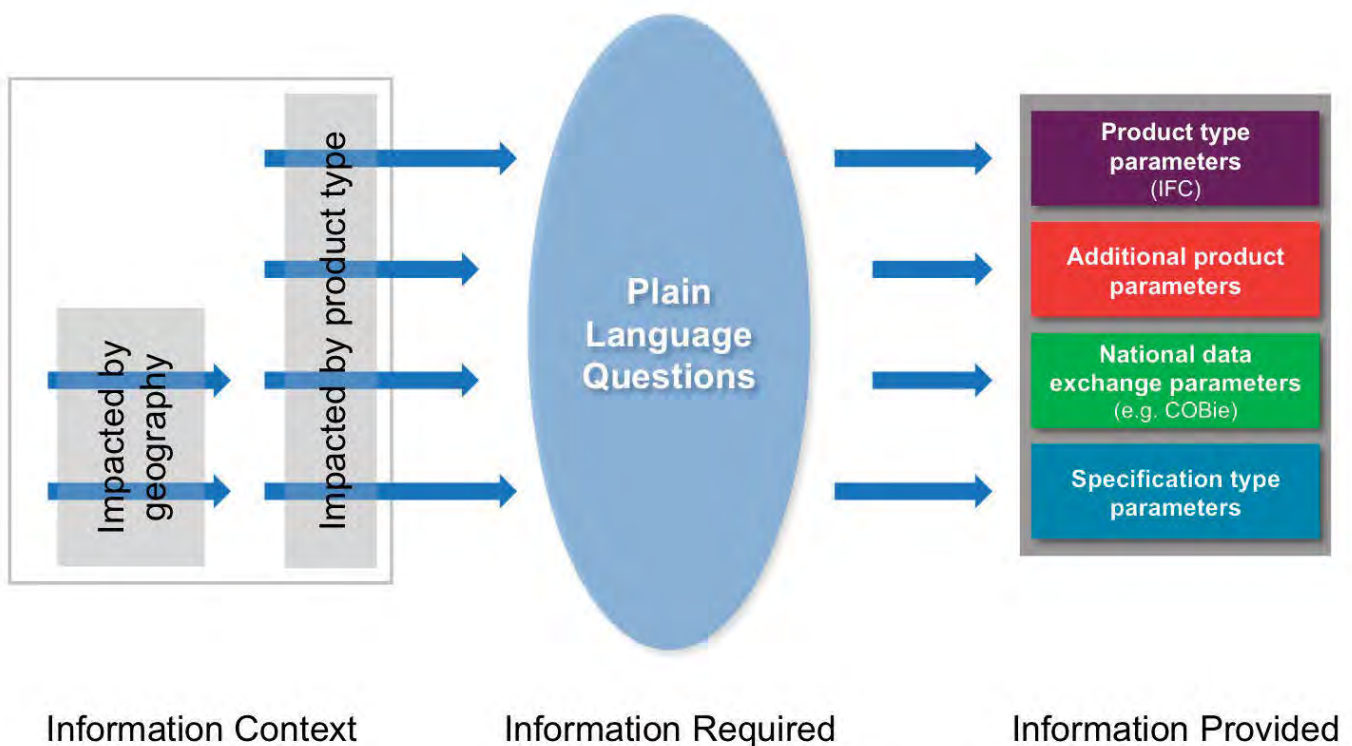 Impacted by
geography
Impacted by product type
Plain
Language
Questions
Product type
parameters
(IFC)
Additional product
parameters
National data
exchange parameters
(e.g. COBie)
Specification type
parameters
Information Context
Information Required
Information Provided